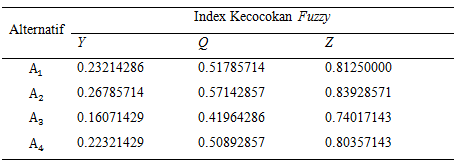 Alternatif Index Kecocokan Fuzzy
Y Q Z
A₁ 0.23214286 0.51785714 0.81250000
A₂ 0.26785714 0.57142857 0.83928571
A₃ 0.16071429 0.41964286 0.74017143
A₄ 0.22321429 0.50892857 0.80357143